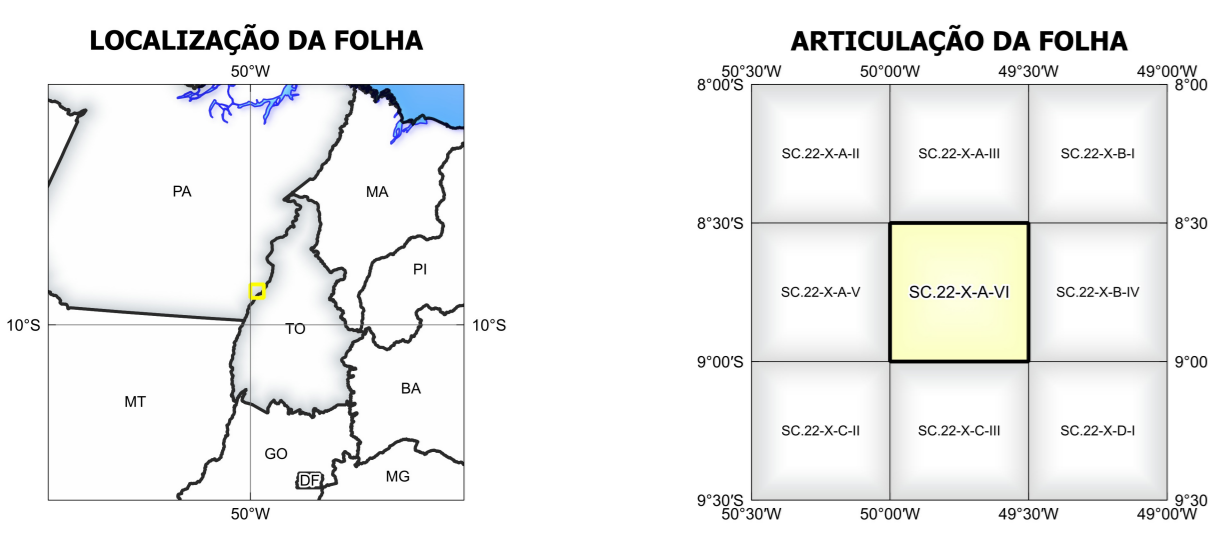 LOCALIZAÇÃO DA FOLHA
50°W
PA
MA
PI
10°S
10°S
TO
MT
BA
GO
DF
MG
50°W
ARTICULAÇÃO DA FOLHA
50°30'W 50°00'W 49°30'W 49°00'W
8°00'S 8°00
SC.22-X-A-II SC.22-X-A-III SC.22-X-B-I
8°30'S 8°30
SC.22-X-A-V SC.22-X-A-VI SC.22-X-B-IV
9°00'S 9°00
SC.22-X-C-II SC.22-X-C-III SC.22-X-D-I
9°30'S 9°30
50°30'W 50°00'W 49°30'W 49°00'W